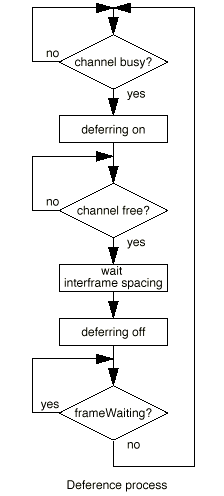 no
channel busy?
yes
deferring on
no
channel free?
yes
wait
interframe spacing
deferring off
yes
frameWaiting?
no
Deference process